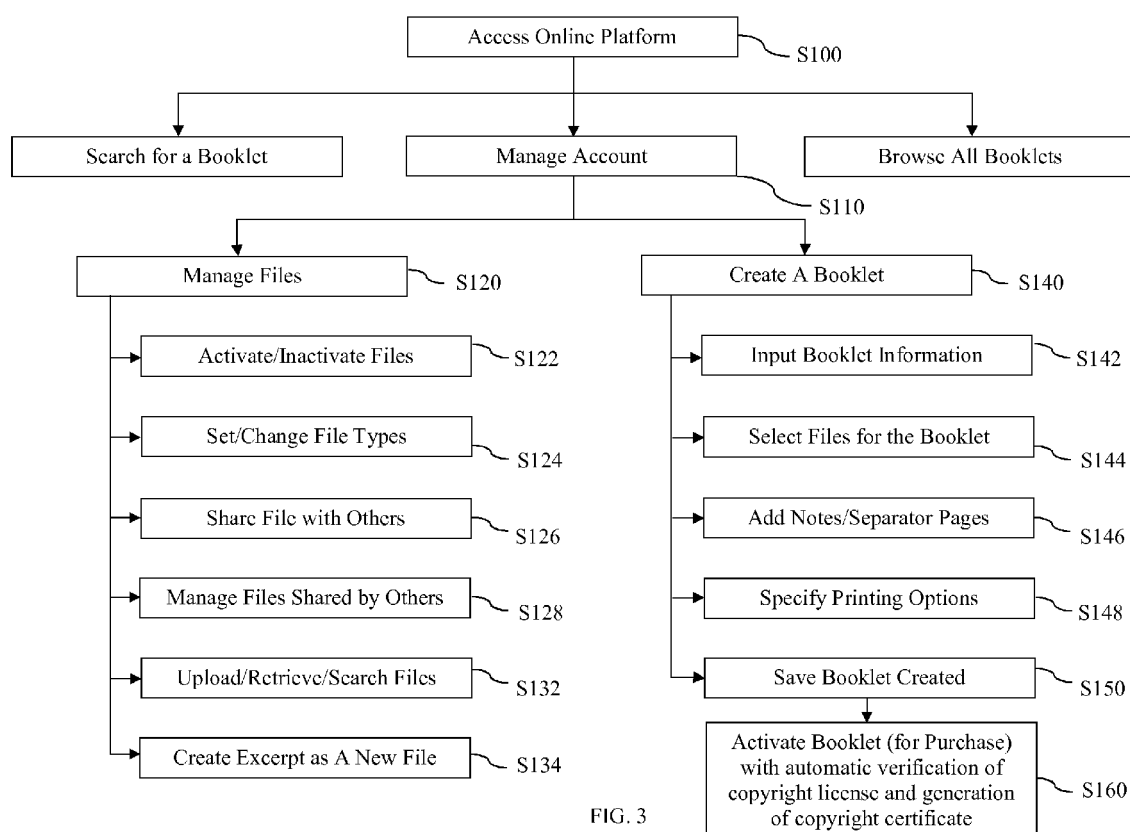 Access Online Platform
S100
Search for a Booklet
Manage Account
Browse All Booklets
S110
Manage Files
S120
Create A Booklet
S140
Activate/Inactivate Files
S122
Input Booklet Information
S142
Set/Change File Types
S124
Select Files for the Booklet
S144
Share File with Others
S126
Add Notes/Separator Pages
S146
Manage Files Shared by Others
S128
Specify Printing Options
S148
Upload/Retrieve/Search Files
S132
Save Booklet Created
S150
Create Excerpt as A New File
S134
Activate Booklet (for Purchase)
with automatic verification of
copyright license and generation
of copyright certificate
S160
FIG. 3